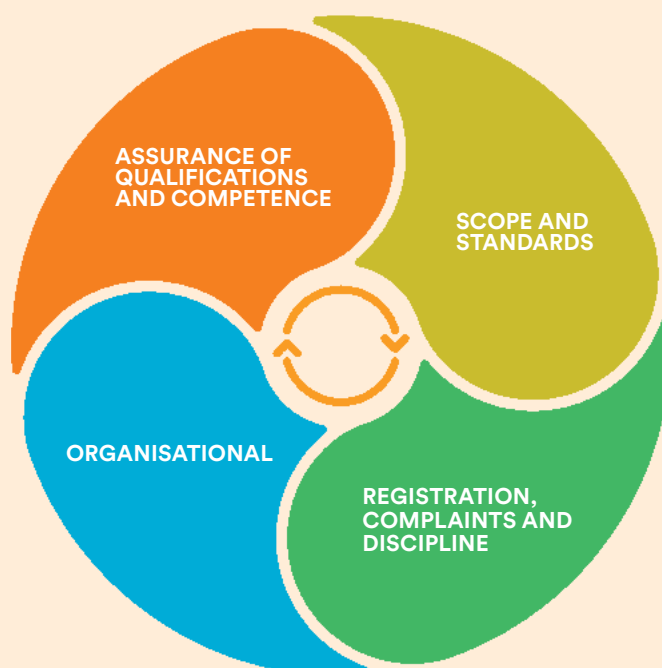 ASSURANCE OF
QUALIFICATIONS
AND COMPETENCE
SCOPE AND
STANDARDS
ORGANISATIONAL
REGISTRATION,
COMPLAINTS AND
DISCIPLINE